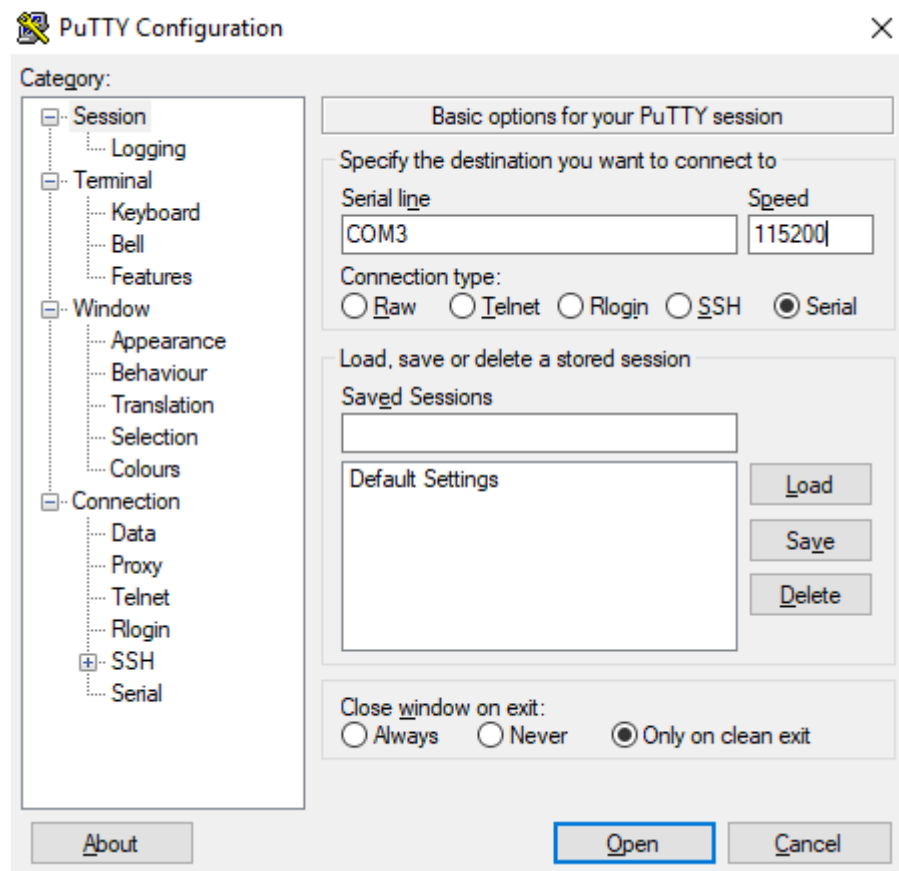 PuTTY Configuration
Category:
Session
Logging
Terminal
Keyboard
Bell
Features
Window
Appearance
Behaviour
Translation
Selection
Colours
Connection
Data
Proxy
Telnet
Rlogin
SSH
Serial
Basic options for your PuTTY session
Specify the destination you want to connect to
Serial line Speed
COM3 115200
Connection type:
Raw Telnet Rlogin SSH Serial
Load, save or delete a stored session
Saved Sessions
Default Settings
Load
Save
Delete
Close window on exit:
Always Never Only on clean exit
About Open Cancel